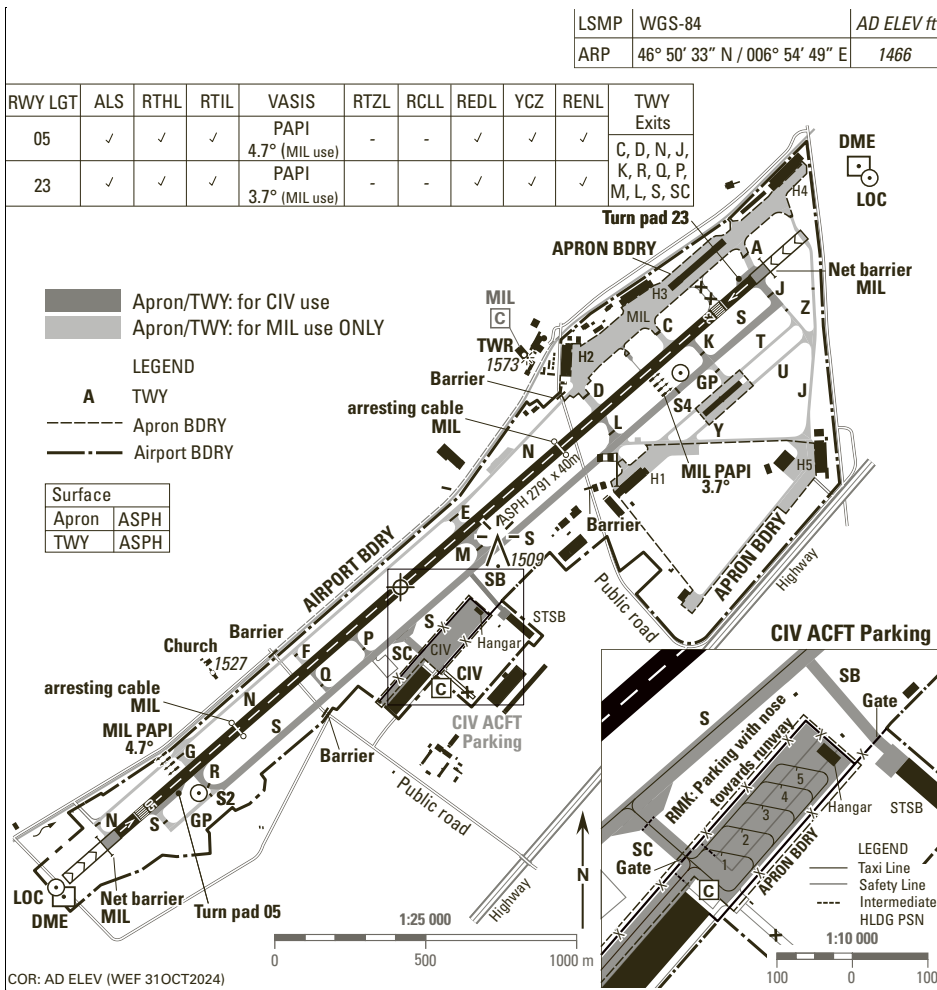 LSMP WGS-84 AD ELEV ft
ARP 46° 50' 33" N / 006° 54' 49" E 1466
RWY LGT ALS RTHL RTIL VASIS RTZL RCLL REDL YCZ RENL TWY Exits
05 ✓ ✓ ✓ PAPI 4.7° (MIL use) - - ✓ ✓ ✓
23 ✓ ✓ ✓ PAPI 3.7° (MIL use) - - ✓ ✓ ✓
C, D, N, J,
K, R, Q, P,
M, L, S, SC
DME
LOC
H4
Turn pad 23
APRON BDRY
A
Net barrier
MIL
Apron/TWY: for CIV use
Apron/TWY: for MIL use ONLY
LEGEND
A TWY
Apron BDRY
Airport BDRY
Surface
Apron ASPH
TWY ASPH
MIL
C
TWR
1573
H3
MIL
H2
J
Z
S
C
K
T
23
U
GP
S4
J
Y
Barrier
D
arresting cable
MIL
L
N
ASPH 2791 x 40m
MIL PAPI
3.7°
H1
H5
Barrier
E
M
S
1509
SB
AIRPORT BDRY
APRON BDRY
Highway
Public road
STSB
Hangar
S
SC
CIV
CIV
C
CIV ACFT
Parking
Church
1527
Barrier
F
P
Q
arresting cable
MIL
N
S
MIL PAPI
4.7°
G
R
S2
GP
Barrier
Public road
N
05
S
LOC
DME
Net barrier
MIL
Turn pad 05
Highway
N
1:25 000
0 500 1000 m
CIV ACFT Parking
SB
Gate
S
RMK: Parking with nose
towards runway
5
4
3
2
1
Hangar
STSB
SC
Gate
C
APRON BDRY
LEGEND
Taxi Line
Safety Line
Intermediate
HLDG PSN
1:10 000
100 0 100
COR: AD ELEV (WEF 31OCT2024)